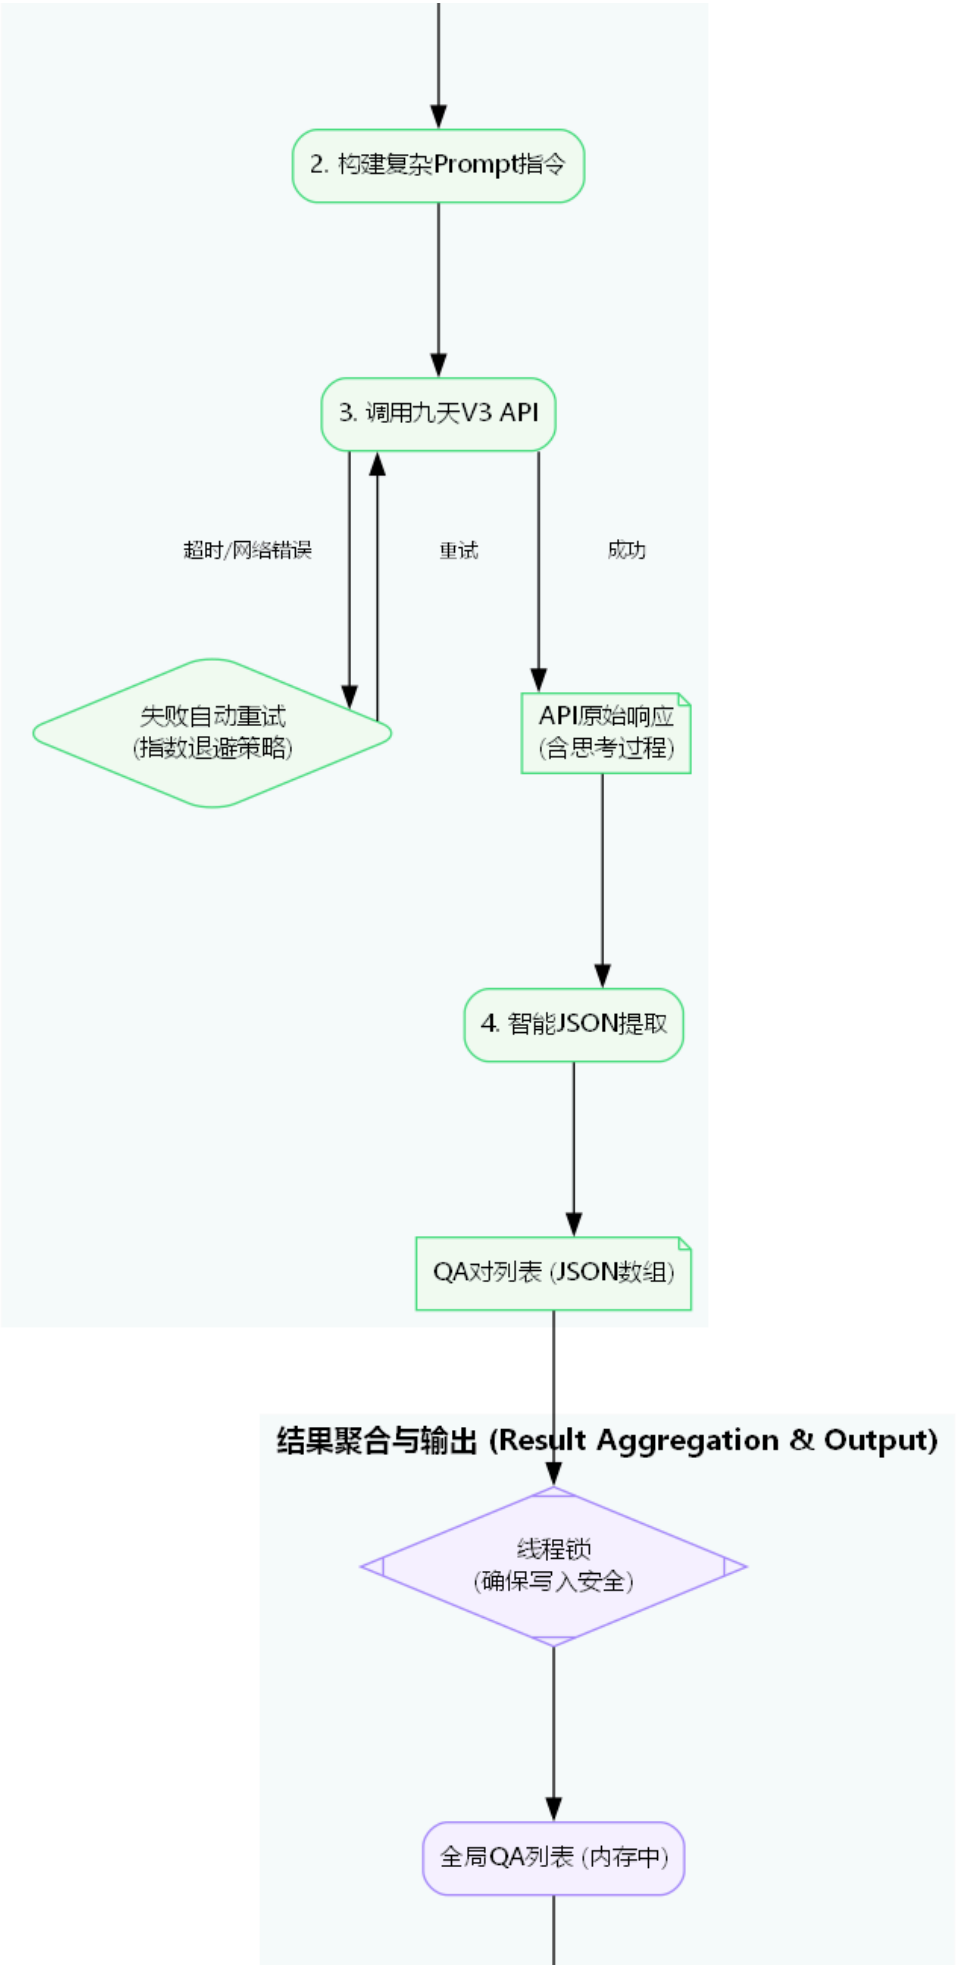 2. 构建复杂Prompt指令
3. 调用九天V3 API
超时/网络错误
重试
成功
失败自动重试
(指数退避策略)
API原始响应
(含思考过程)
4. 智能JSON提取
QA对列表 (JSON数组)
结果聚合与输出 (Result Aggregation & Output)
线程锁
(确保写入安全)
全局QA列表 (内存中)